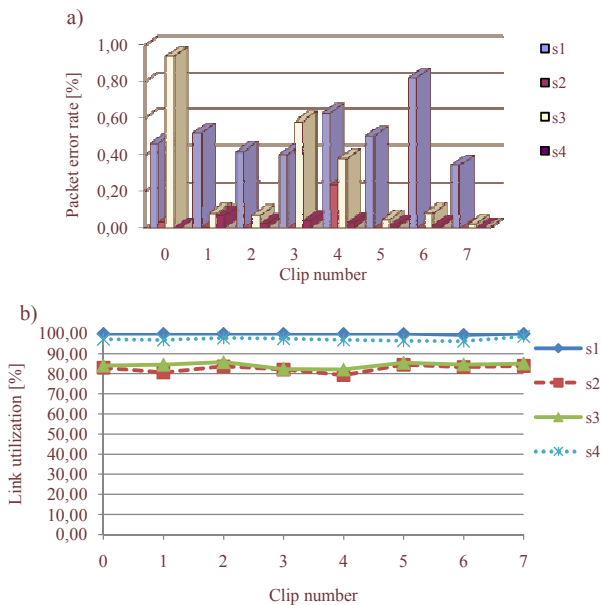 a)
Packet error rate [%]
1,00
0,80
0,60
0,40
0,20
0,00
0 1 2 3 4 5 6 7
Clip number
s1
s2
s3
s4
b)
Link utilization [%]
100,00
90,00
80,00
70,00
60,00
50,00
40,00
30,00
20,00
10,00
0,00
0 1 2 3 4 5 6 7
Clip number
s1
s2
s3
s4